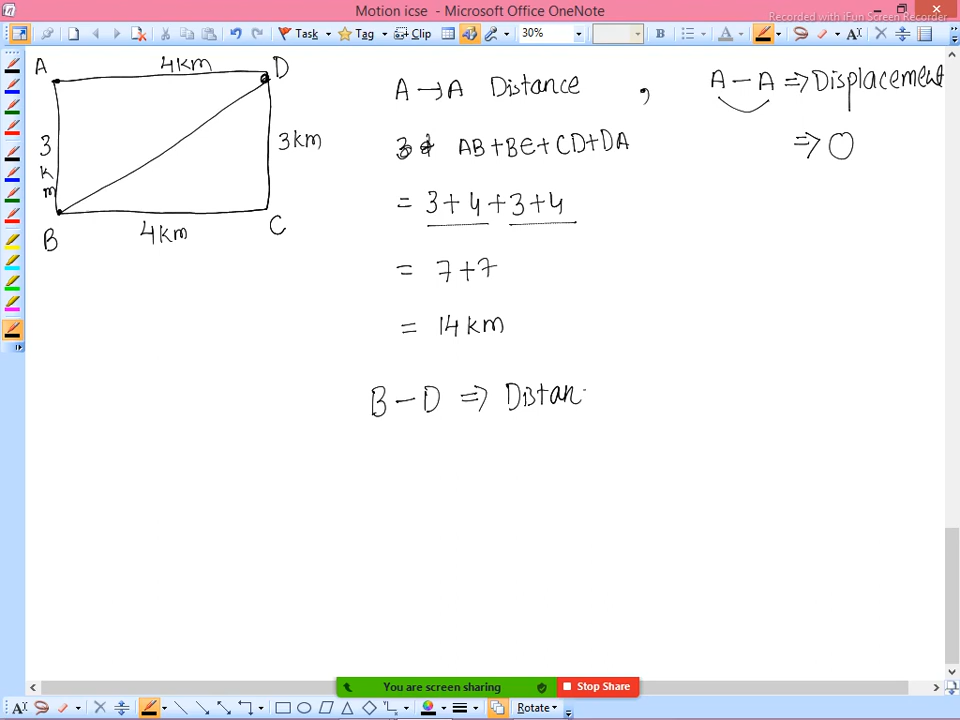 Motion icse - Microsoft Office OneNote
Recorded with iFun Screen Recorder
Task Tag Clip 30% B A
A 4km D
3 km
3km
B 4km C
A → A Distance , A – A ⇒ Displacement
AB+BC+CD+DA ⇒ 0
= 3+4+3+4
= 7+7
= 14 km
B – D ⇒ Distan
You are screen sharing Stop Share
Rotate